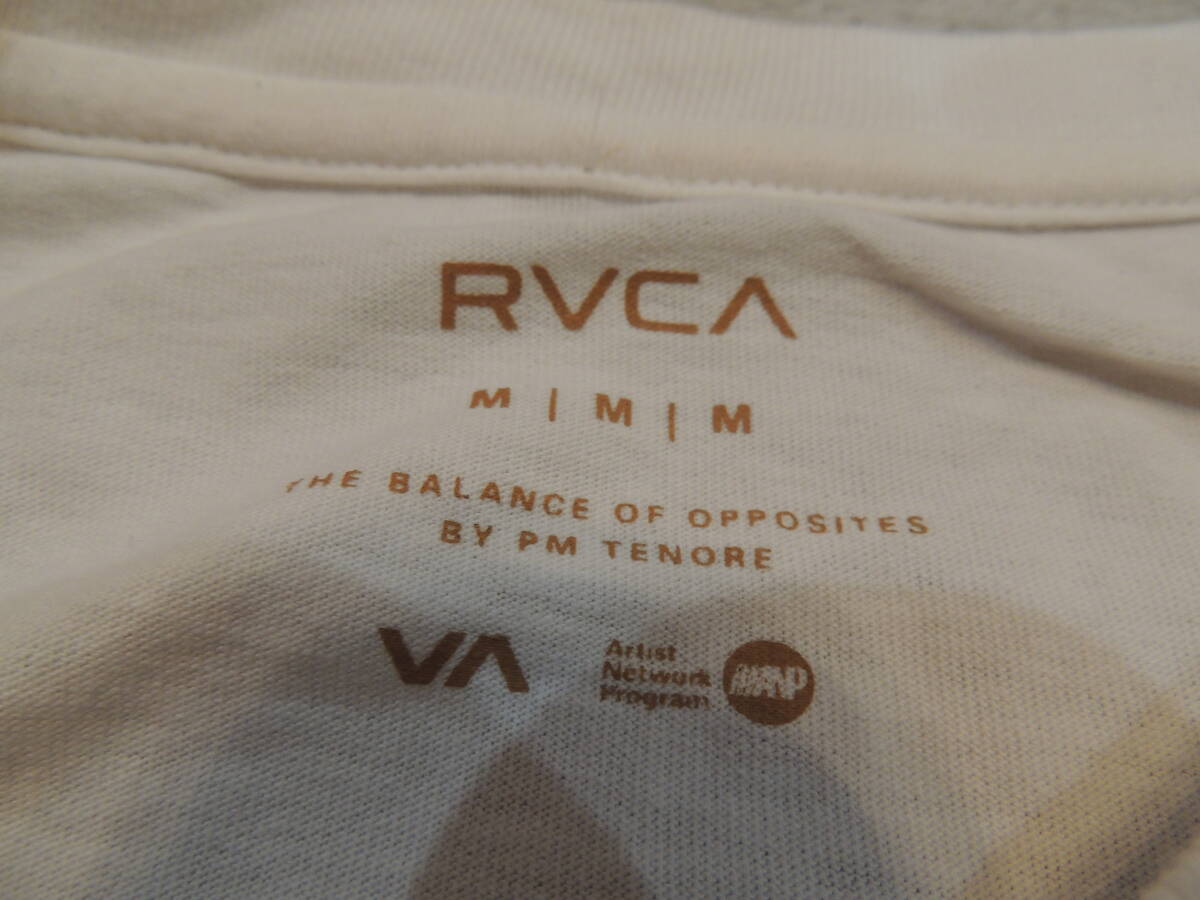 RVCA
M | M | M
THE BALANCE OF OPPOSITES
BY PM TENORE
VA
Artist
Network
Program
ANP